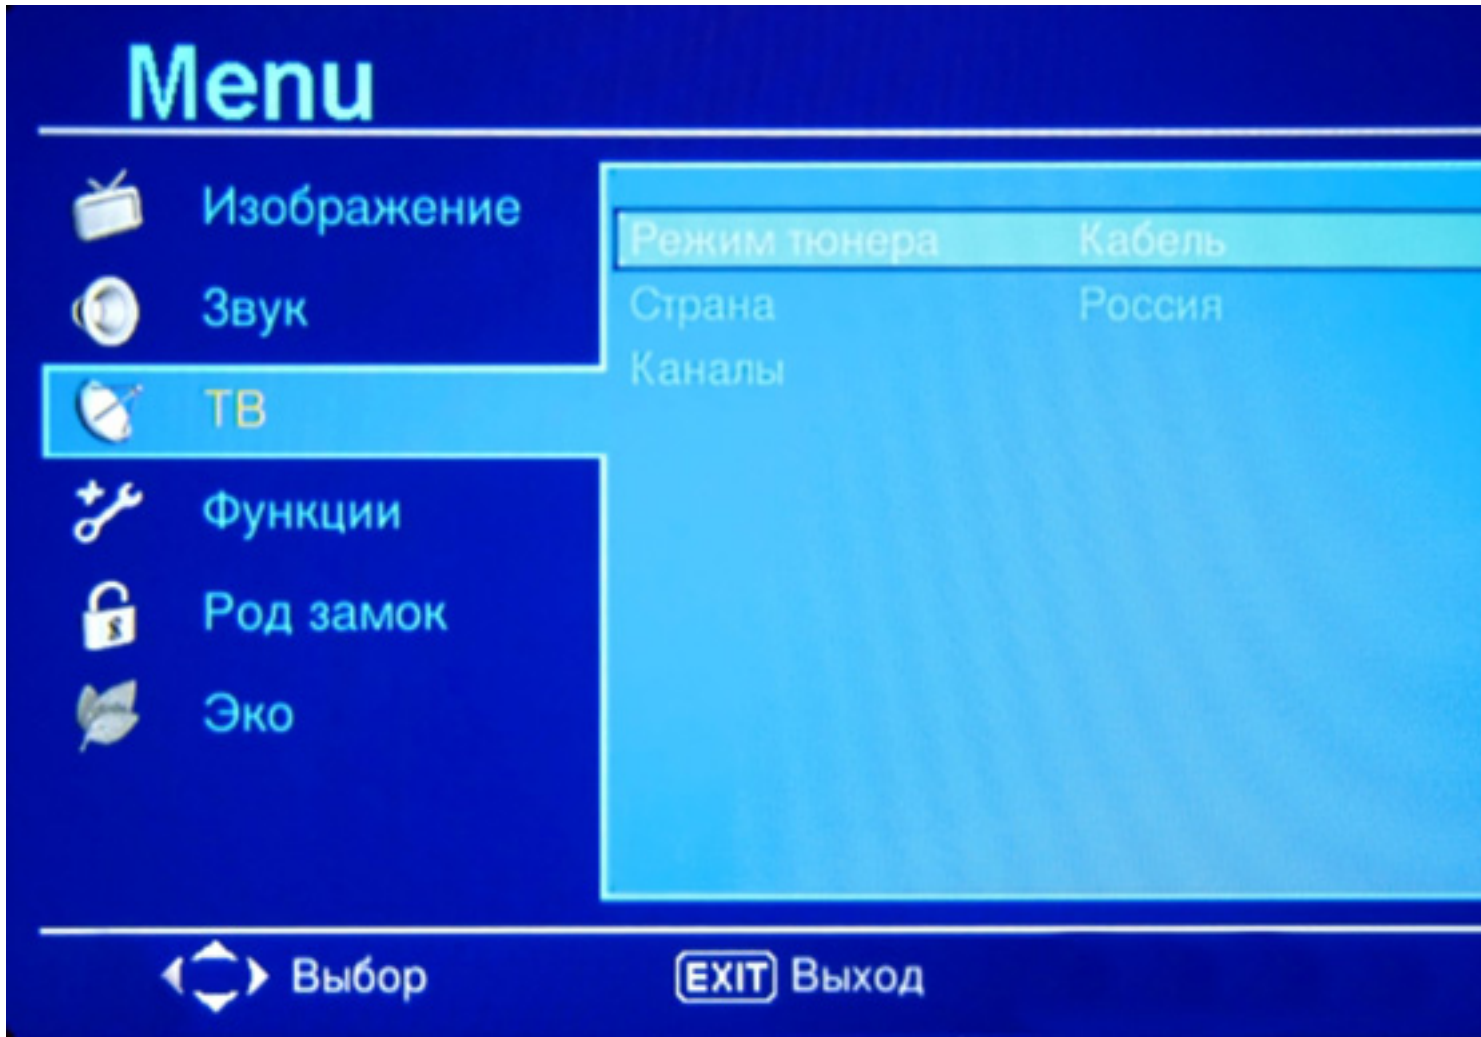 Menu
Изображение
Звук
ТВ
Функции
Род замок
Эко
Режим тюнера Кабель
Страна Россия
Каналы
Выбор EXIT Выход